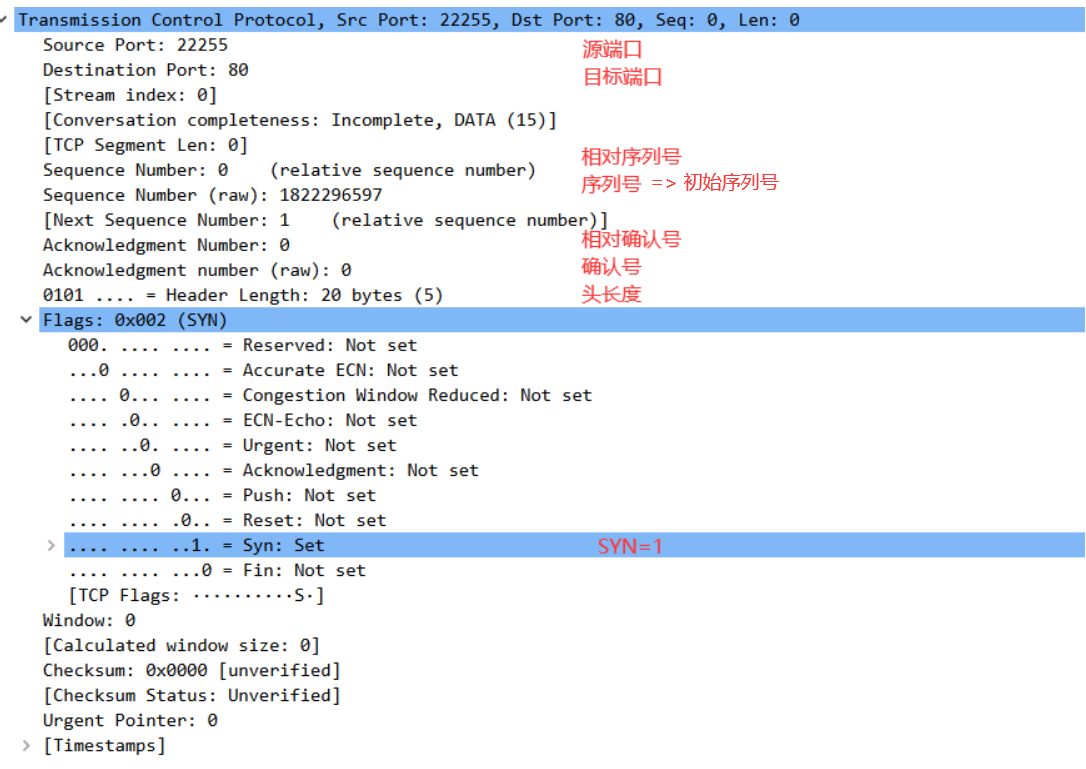 Transmission Control Protocol, Src Port: 22255, Dst Port: 80, Seq: 0, Len: 0
Source Port: 22255 源端口
Destination Port: 80 目标端口
[Stream index: 0]
[Conversation completeness: Incomplete, DATA (15)]
[TCP Segment Len: 0]
Sequence Number: 0    (relative sequence number) 相对序列号
Sequence Number (raw): 1822296597 序列号 => 初始序列号
[Next Sequence Number: 1    (relative sequence number)]
Acknowledgment Number: 0 相对确认号
Acknowledgment number (raw): 0 确认号
0101 .... = Header Length: 20 bytes (5) 头长度
Flags: 0x002 (SYN)
000. .... .... = Reserved: Not set
...0 .... .... = Accurate ECN: Not set
.... 0... .... = Congestion Window Reduced: Not set
.... .0.. .... = ECN-Echo: Not set
.... ..0. .... = Urgent: Not set
.... ...0 .... = Acknowledgment: Not set
.... .... 0... = Push: Not set
.... .... .0.. = Reset: Not set
.... .... ..1. = Syn: Set SYN=1
.... .... ...0 = Fin: Not set
[TCP Flags: ··········S·]
Window: 0
[Calculated window size: 0]
Checksum: 0x0000 [unverified]
[Checksum Status: Unverified]
Urgent Pointer: 0
[Timestamps]